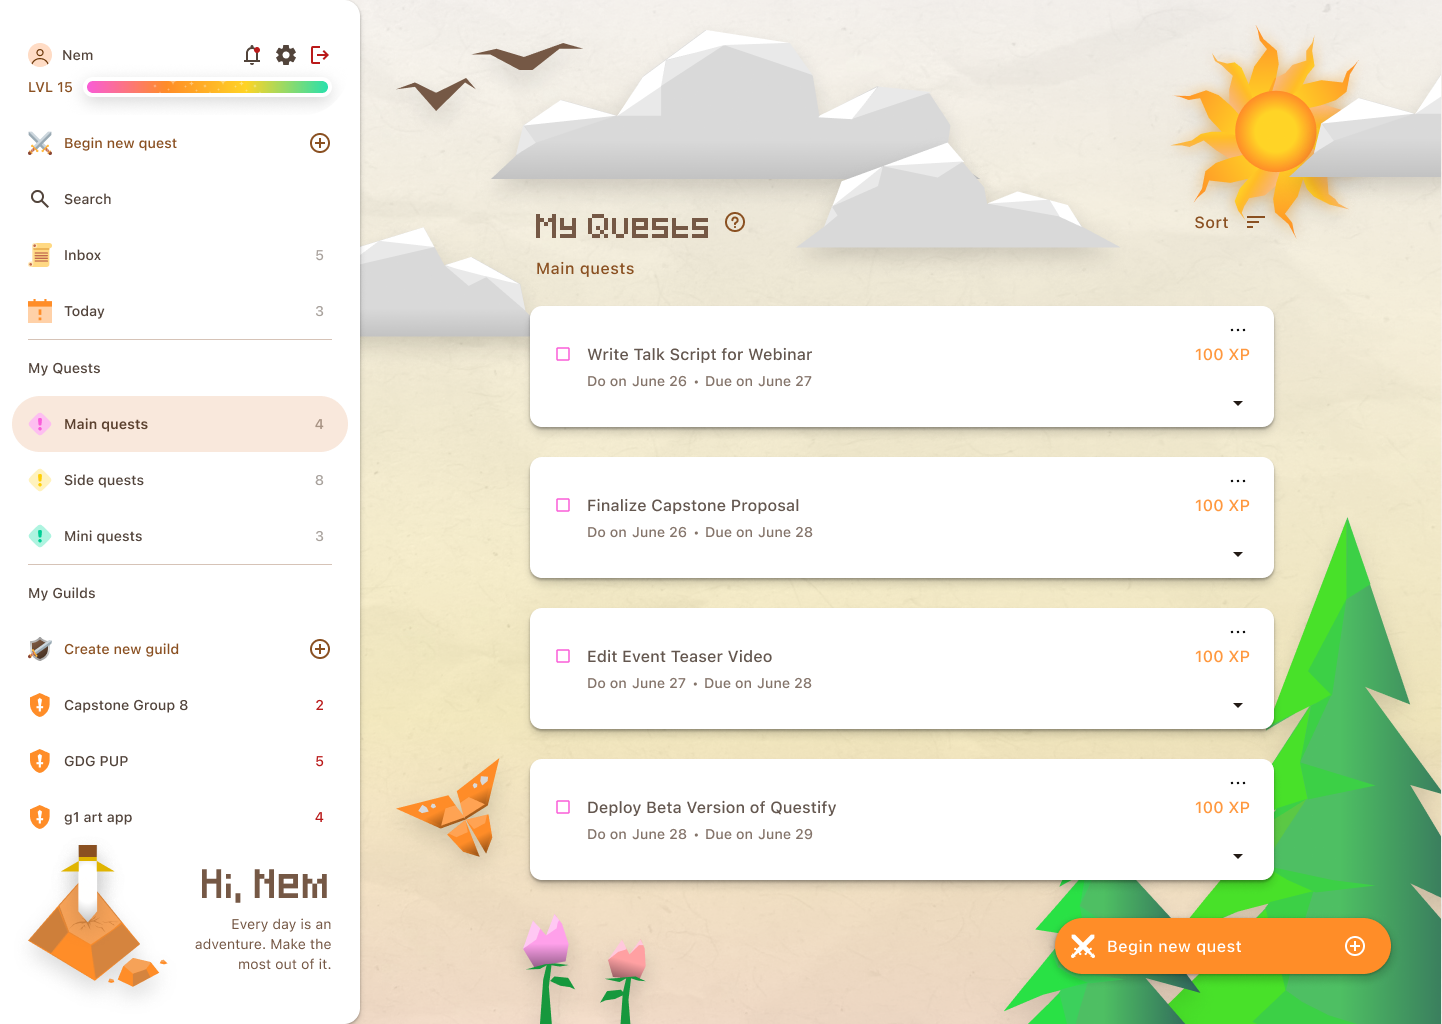 Nem
LVL 15
Begin new quest
Search
Inbox 5
Today 3
My Quests
Main quests 4
Side quests 8
Mini quests 3
My Guilds
Create new guild
Capstone Group 8 2
GDG PUP 5
g1 art app 4
Hi, Nem
Every day is an
adventure. Make the
most out of it.
My Quests
Sort
Main quests
Write Talk Script for Webinar 100 XP
Do on June 26 • Due on June 27
Finalize Capstone Proposal 100 XP
Do on June 26 • Due on June 28
Edit Event Teaser Video 100 XP
Do on June 27 • Due on June 28
Deploy Beta Version of Questify 100 XP
Do on June 28 • Due on June 29
Begin new quest